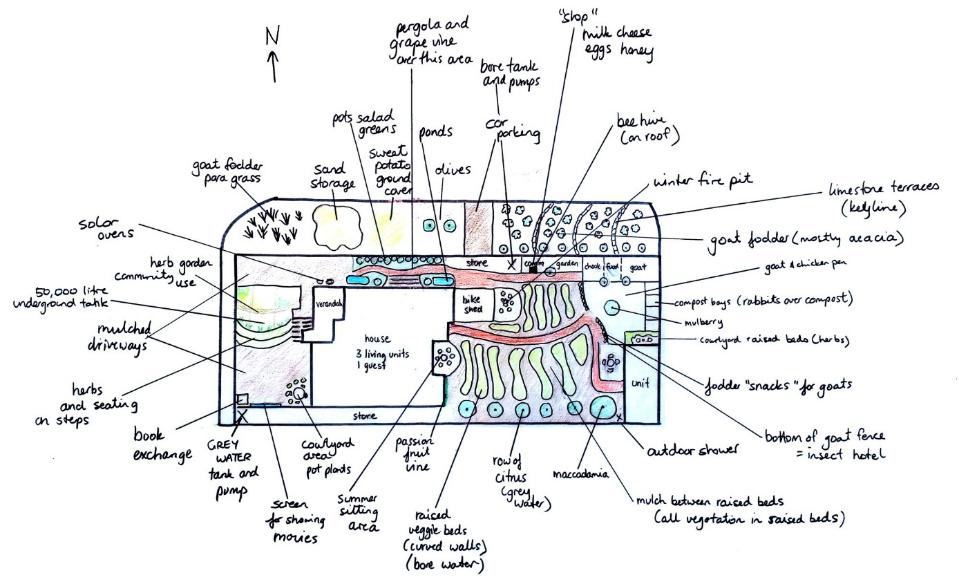 N
pergola and
grape vine
over this area
"shop"
milk cheese
eggs honey
bore tank
and pumps
car
parking
bee hive
(on roof)
pots salad
greens
ponds
sweet
potato
ground
cover
olives
sand
storage
goat fodder
para grass
winter fire pit
limestone terraces
(keyline)
goat fodder (mostly acacia)
solar
ovens
herb garden
community
use
50,000 litre
underground tank
mulched
driveways
herbs
and seating
on steps
book
exchange
GREY
WATER
tank and
pump
screen
for showing
movies
courtyard
area
pot plants
summer
sitting
area
passion
fruit
vine
raised
veggie beds
(curved walls)
(bore water)
row of
citrus
(grey
water)
maccadamia
mulch between raised beds
(all vegetation in raised beds)
outdoor shower
bottom of goat fence
= insect hotel
fodder "snacks" for goats
courtyard raised beds (herbs)
mulberry
compost bays (rabbits over compost)
goat & chicken pen
store
X
garden
chook
goat
verandah
bike
shed
house
3 living units
1 guest
unit
store
X
X